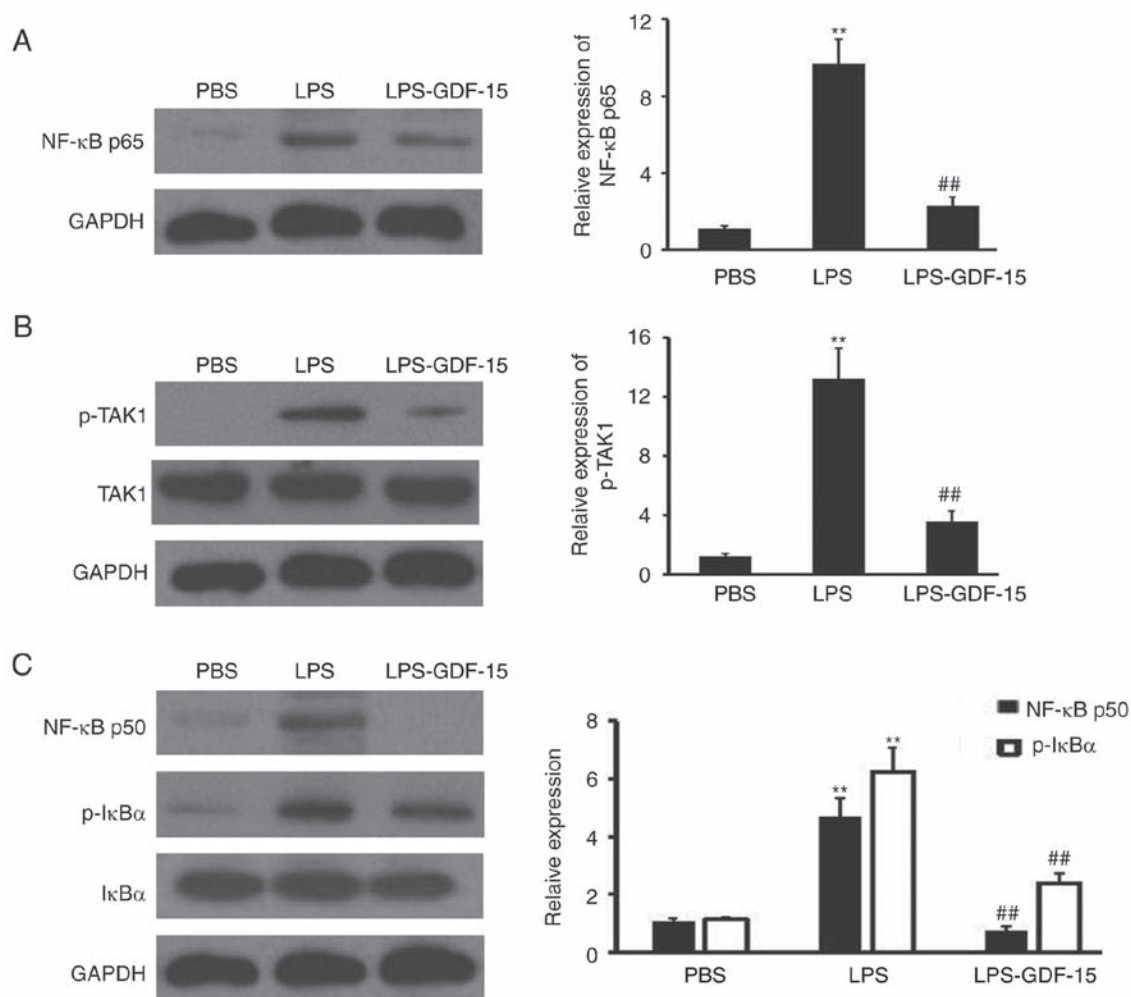 A
PBS LPS LPS-GDF-15
NF-κB p65
GAPDH
Relaive expression of
NF-κB p65
12
8
4
0
**
##
PBS LPS LPS-GDF-15
B
PBS LPS LPS-GDF-15
p-TAK1
TAK1
GAPDH
Relaive expression of
p-TAK1
16
12
8
4
0
**
##
PBS LPS LPS-GDF-15
C
PBS LPS LPS-GDF-15
NF-κB p50
p-IκBα
IκBα
GAPDH
Relaive expression
8
6
4
2
0
NF-κB p50
p-IκBα
**
**
##
##
PBS LPS LPS-GDF-15